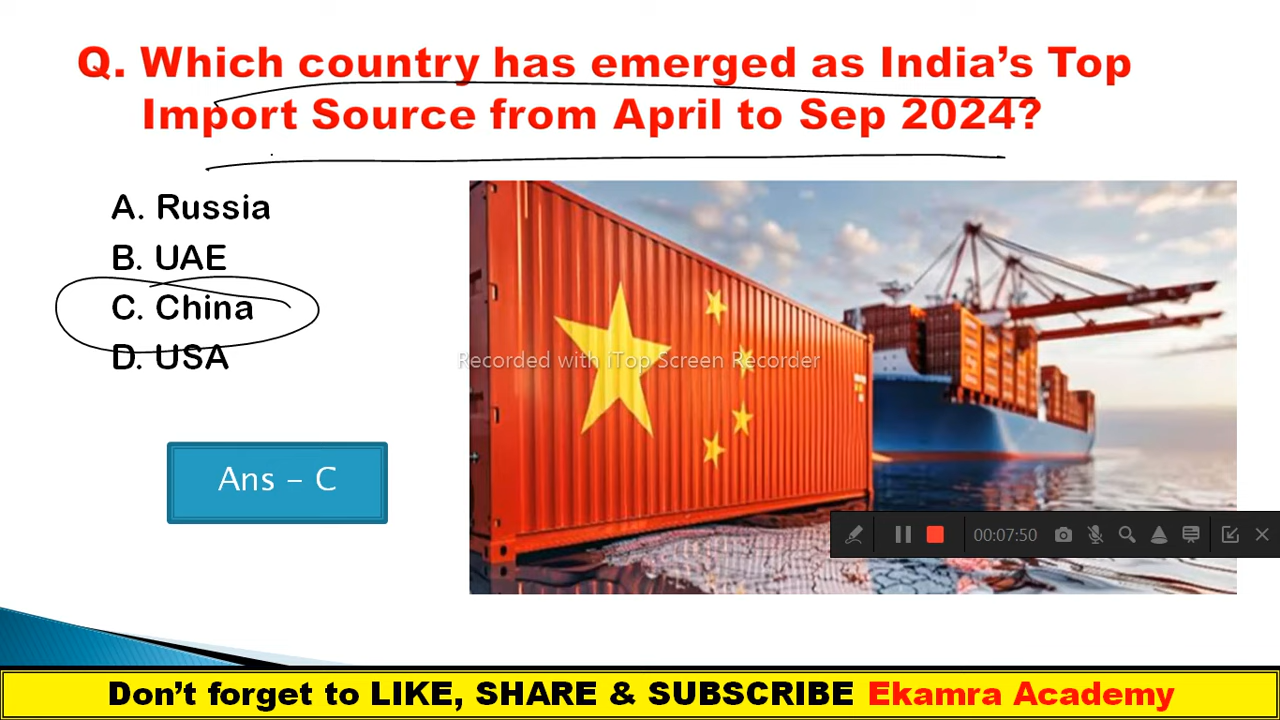 Q. Which country has emerged as India’s Top
Import Source from April to Sep 2024?
A. Russia
B. UAE
C. China
D. USA
Recorded with iTop Screen Recorder
Ans – C
00:07:50
Don’t forget to LIKE, SHARE & SUBSCRIBE Ekamra Academy